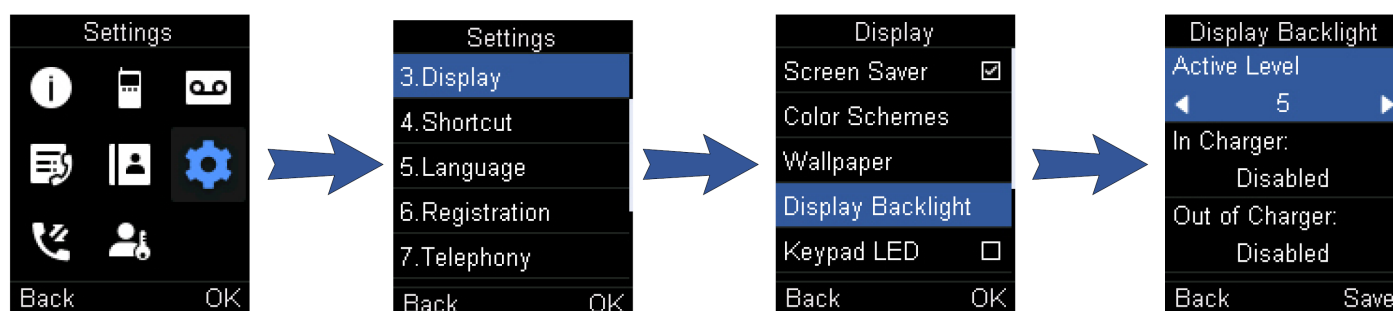 Settings
Back OK
Settings
3.Display
4.Shortcut
5.Language
6.Registration
7.Telephony
Back OK
Display
Screen Saver
Color Schemes
Wallpaper
Display Backlight
Keypad LED
Back OK
Display Backlight
Active Level
5
In Charger:
Disabled
Out of Charger:
Disabled
Back Save